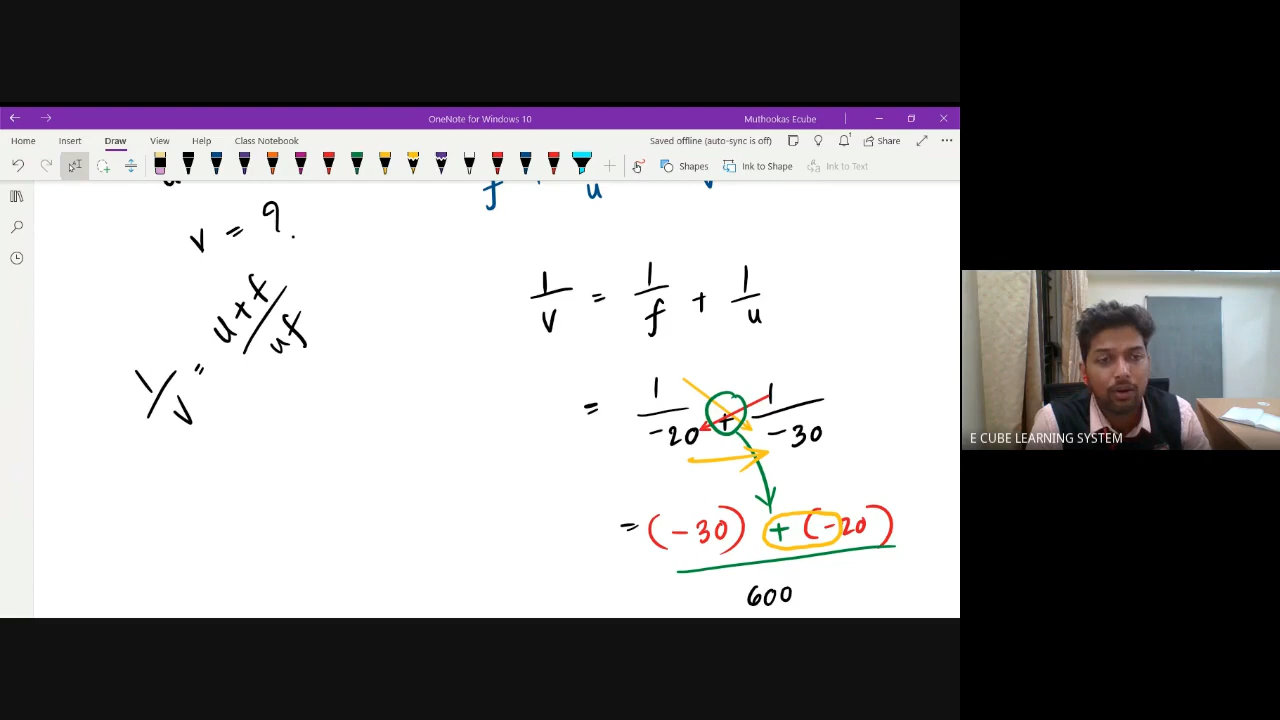 OneNote for Windows 10
Muthookas Ecube
Home Insert Draw View Help Class Notebook
Saved offline (auto-sync is off)
Share
Shapes
Ink to Shape
Ink to Text
f u v
v = ?
1/v = u+f/uf
1/v = 1/f + 1/u
= 1/-20 + 1/-30
= (-30) + (-20)
600
E CUBE LEARNING SYSTEM